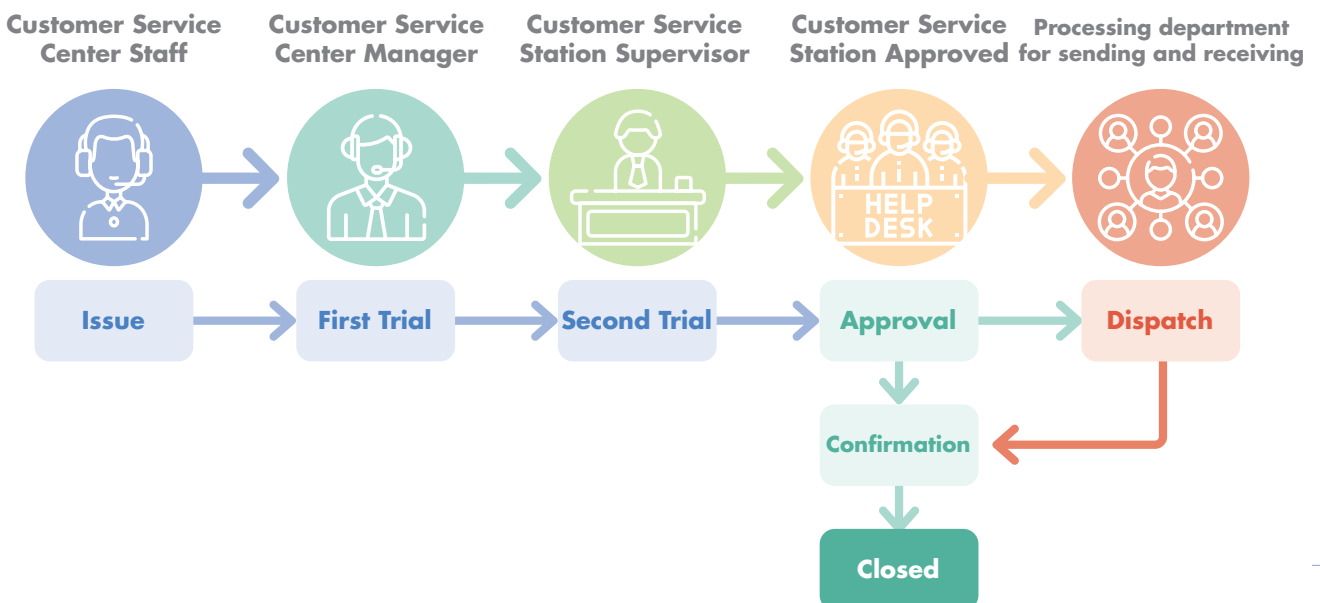 Customer Service
Center Staff
Customer Service
Center Manager
Customer Service
Station Supervisor
Customer Service
Station Approved
Processing department
for sending and receiving
HELP
DESK
Issue
First Trial
Second Trial
Approval
Dispatch
Confirmation
Closed